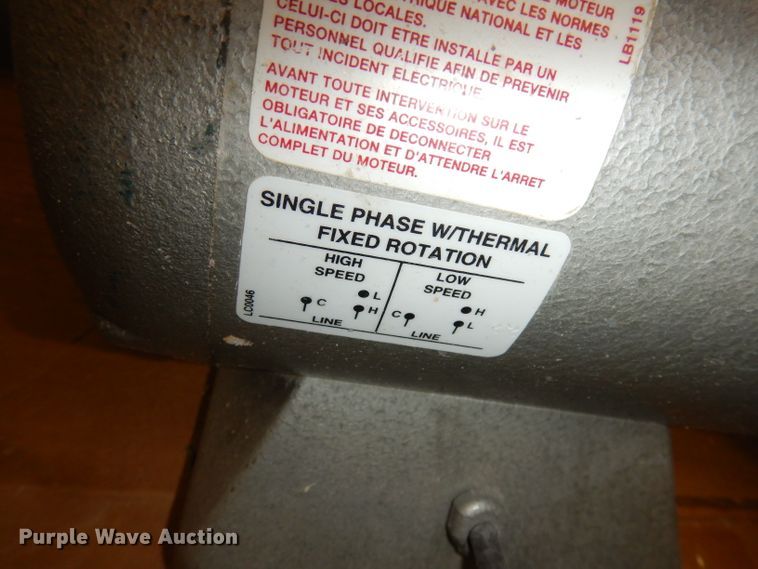 MOTEUR
AVEC LES NORMES
LOCALES.
NATIONAL ET LES
CELUI-CI DOIT ETRE INSTALLE PAR UN
PERSONNEL QUALIFIE AFIN DE PREVENIR
TOUT INCIDENT ELECTRIQUE.
AVANT TOUTE INTERVENTION SUR LE
MOTEUR ET SES ACCESSOIRES, IL EST
OBLIGATOIRE DE DECONNECTER
L'ALIMENTATION ET D'ATTENDRE L'ARRET
COMPLET DU MOTEUR.
LB1119
SINGLE PHASE W/THERMAL
FIXED ROTATION
HIGH
SPEED
L
C
H
LINE
LOW
SPEED
H
C
L
LINE
LC0046
Purple Wave Auction